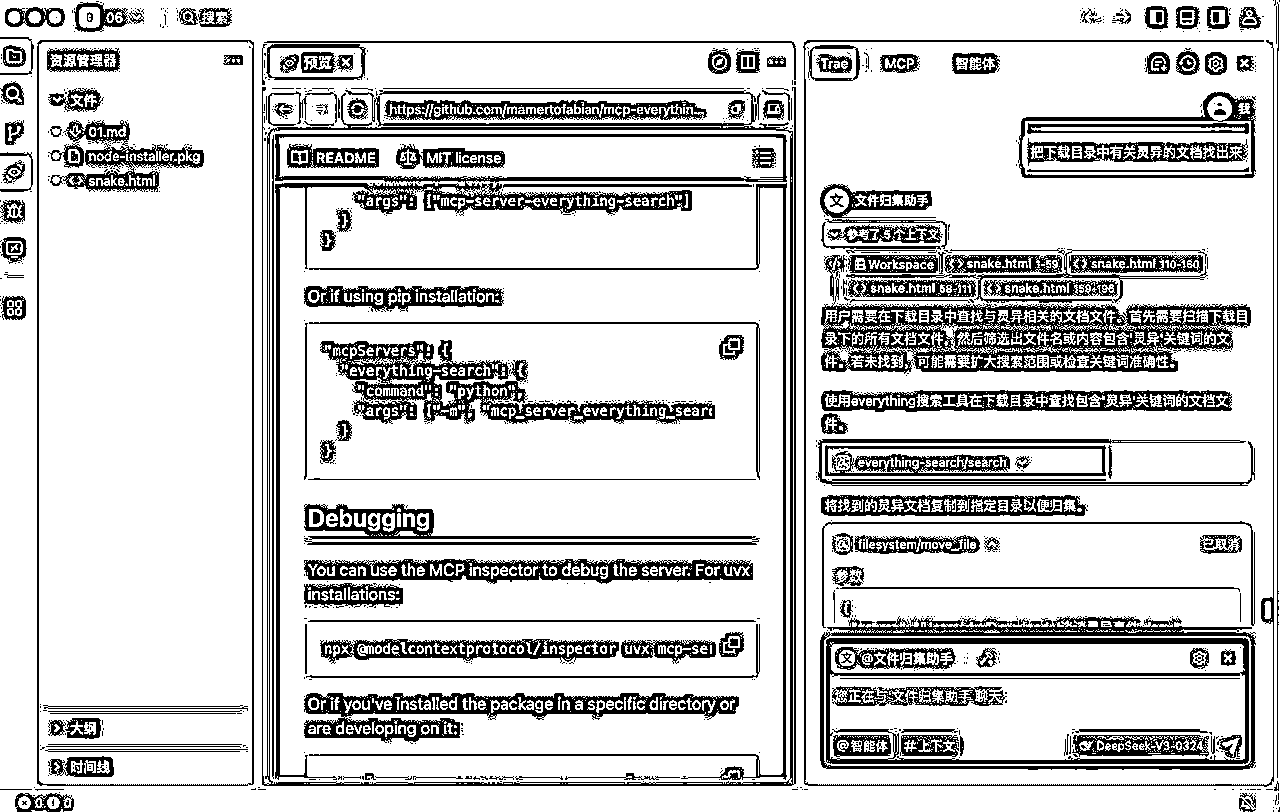 06
搜索
资源管理器
文件
01.md
node-installer.pkg
snake.html
大纲
时间线
预览
https://github.com/mamertofabian/mcp-everythin...
README
MIT license
"args": ["mcp-server-everything-search"]
}
}
Or if using pip installation:
"mcpServers": {
"everything-search": {
"command": "python",
"args": ["-m", "mcp_server_everything_searc
}
}
Debugging
You can use the MCP inspector to debug the server. For uvx
installations:
npx @modelcontextprotocol/inspector uvx mcp-se
Or if you've installed the package in a specific directory or
are developing on it:
Trae
MCP
智能体
我
把下载目录中有关灵异的文档找出来
文件归集助手
参考了 5 个上下文
Workspace
snake.html 1-59
snake.html 110-160
snake.html 58-111
snake.html 159-196
用户需要在下载目录中查找与灵异相关的文档文件。首先需要扫描下载目
录下的所有文档文件，然后筛选出文件名或内容包含'灵异'关键词的文
件。若未找到，可能需要扩大搜索范围或检查关键词准确性。
使用everything搜索工具在下载目录中查找包含'灵异'关键词的文档文
件。
everything-search/search
将找到的灵异文档复制到指定目录以便归集。
filesystem/move_file
已取消
参数
{
@文件归集助手
您正在与 文件归集助手 聊天
@智能体
#上下文
DeepSeek-V3-0324